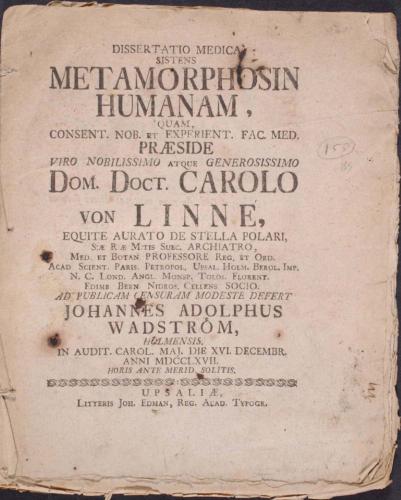 DISSERTATIO MEDICA,
SISTENS
METAMORPHOSIN
HUMANAM,
QUAM,
CONSENT. NOB. ET EXPERIENT. FAC. MED.
PRÆSIDE
VIRO NOBILISSIMO ATQUE GENEROSISSIMO
DOM. DOCT. CAROLO
VON LINNE,
EQUITE AURATO DE STELLA POLARI,
SÆ RÆ M:TIS SUEC. ARCHIATRO,
MED. ET BOTAN PROFESSORE REG. ET ORD.
ACAD SCIENT. PARIS. PETROPOL. UPSAL. HOLM. BEROL. IMP.
N. C. LOND. ANGL. MONSP. TOLOS. FLORENT.
EDIMB BERN NIDROS. CELLENS SOCIO.
AD PUBLICAM CENSURAM MODESTE DEFERT
JOHANNES ADOLPHUS
WADSTRÖM,
HOLMENSIS.
IN AUDIT. CAROL. MAJ. DIE XVI. DECEMBR.
ANNI MDCCLXVII.
HORIS ANTE MERID. SOLITIS.
UPSALIÆ,
LITTERIS JOH. EDMAN, REG. ACAD. TYPOGR.